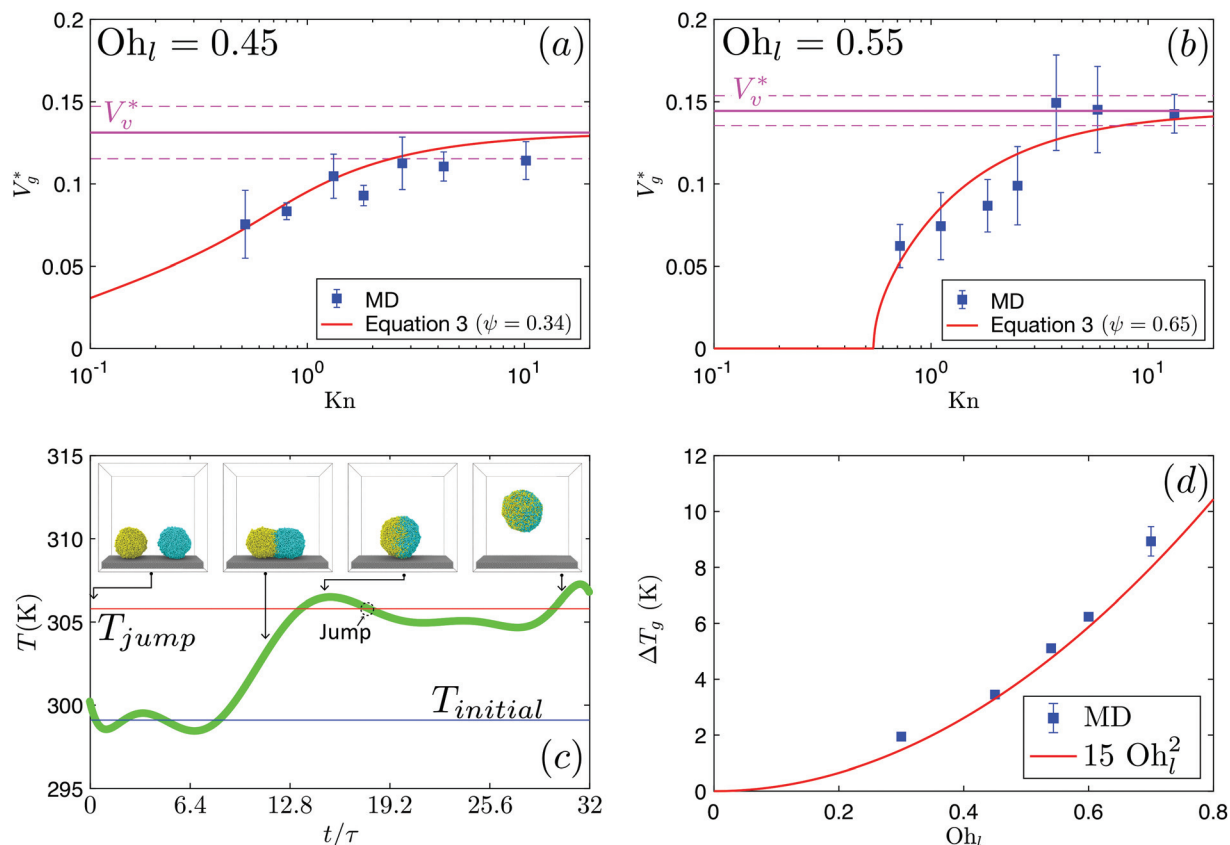 Oh_l = 0.45 (a)
V_v^*
V_g^*
0.2
0.15
0.1
0.05
0
10^-1 10^0 10^1
Kn
MD
Equation 3 (ψ = 0.34)
Oh_l = 0.55 (b)
V_v^*
V_g^*
0.2
0.15
0.1
0.05
0
10^-1 10^0 10^1
Kn
MD
Equation 3 (ψ = 0.65)
T(K)
315
310
305
300
295
T_jump
Jump
T_initial
(c)
0 6.4 12.8 19.2 25.6 32
t/τ
(d)
ΔT_g (K)
12
10
8
6
4
2
0
MD
15 Oh_l^2
0 0.2 0.4 0.6 0.8
Oh_l